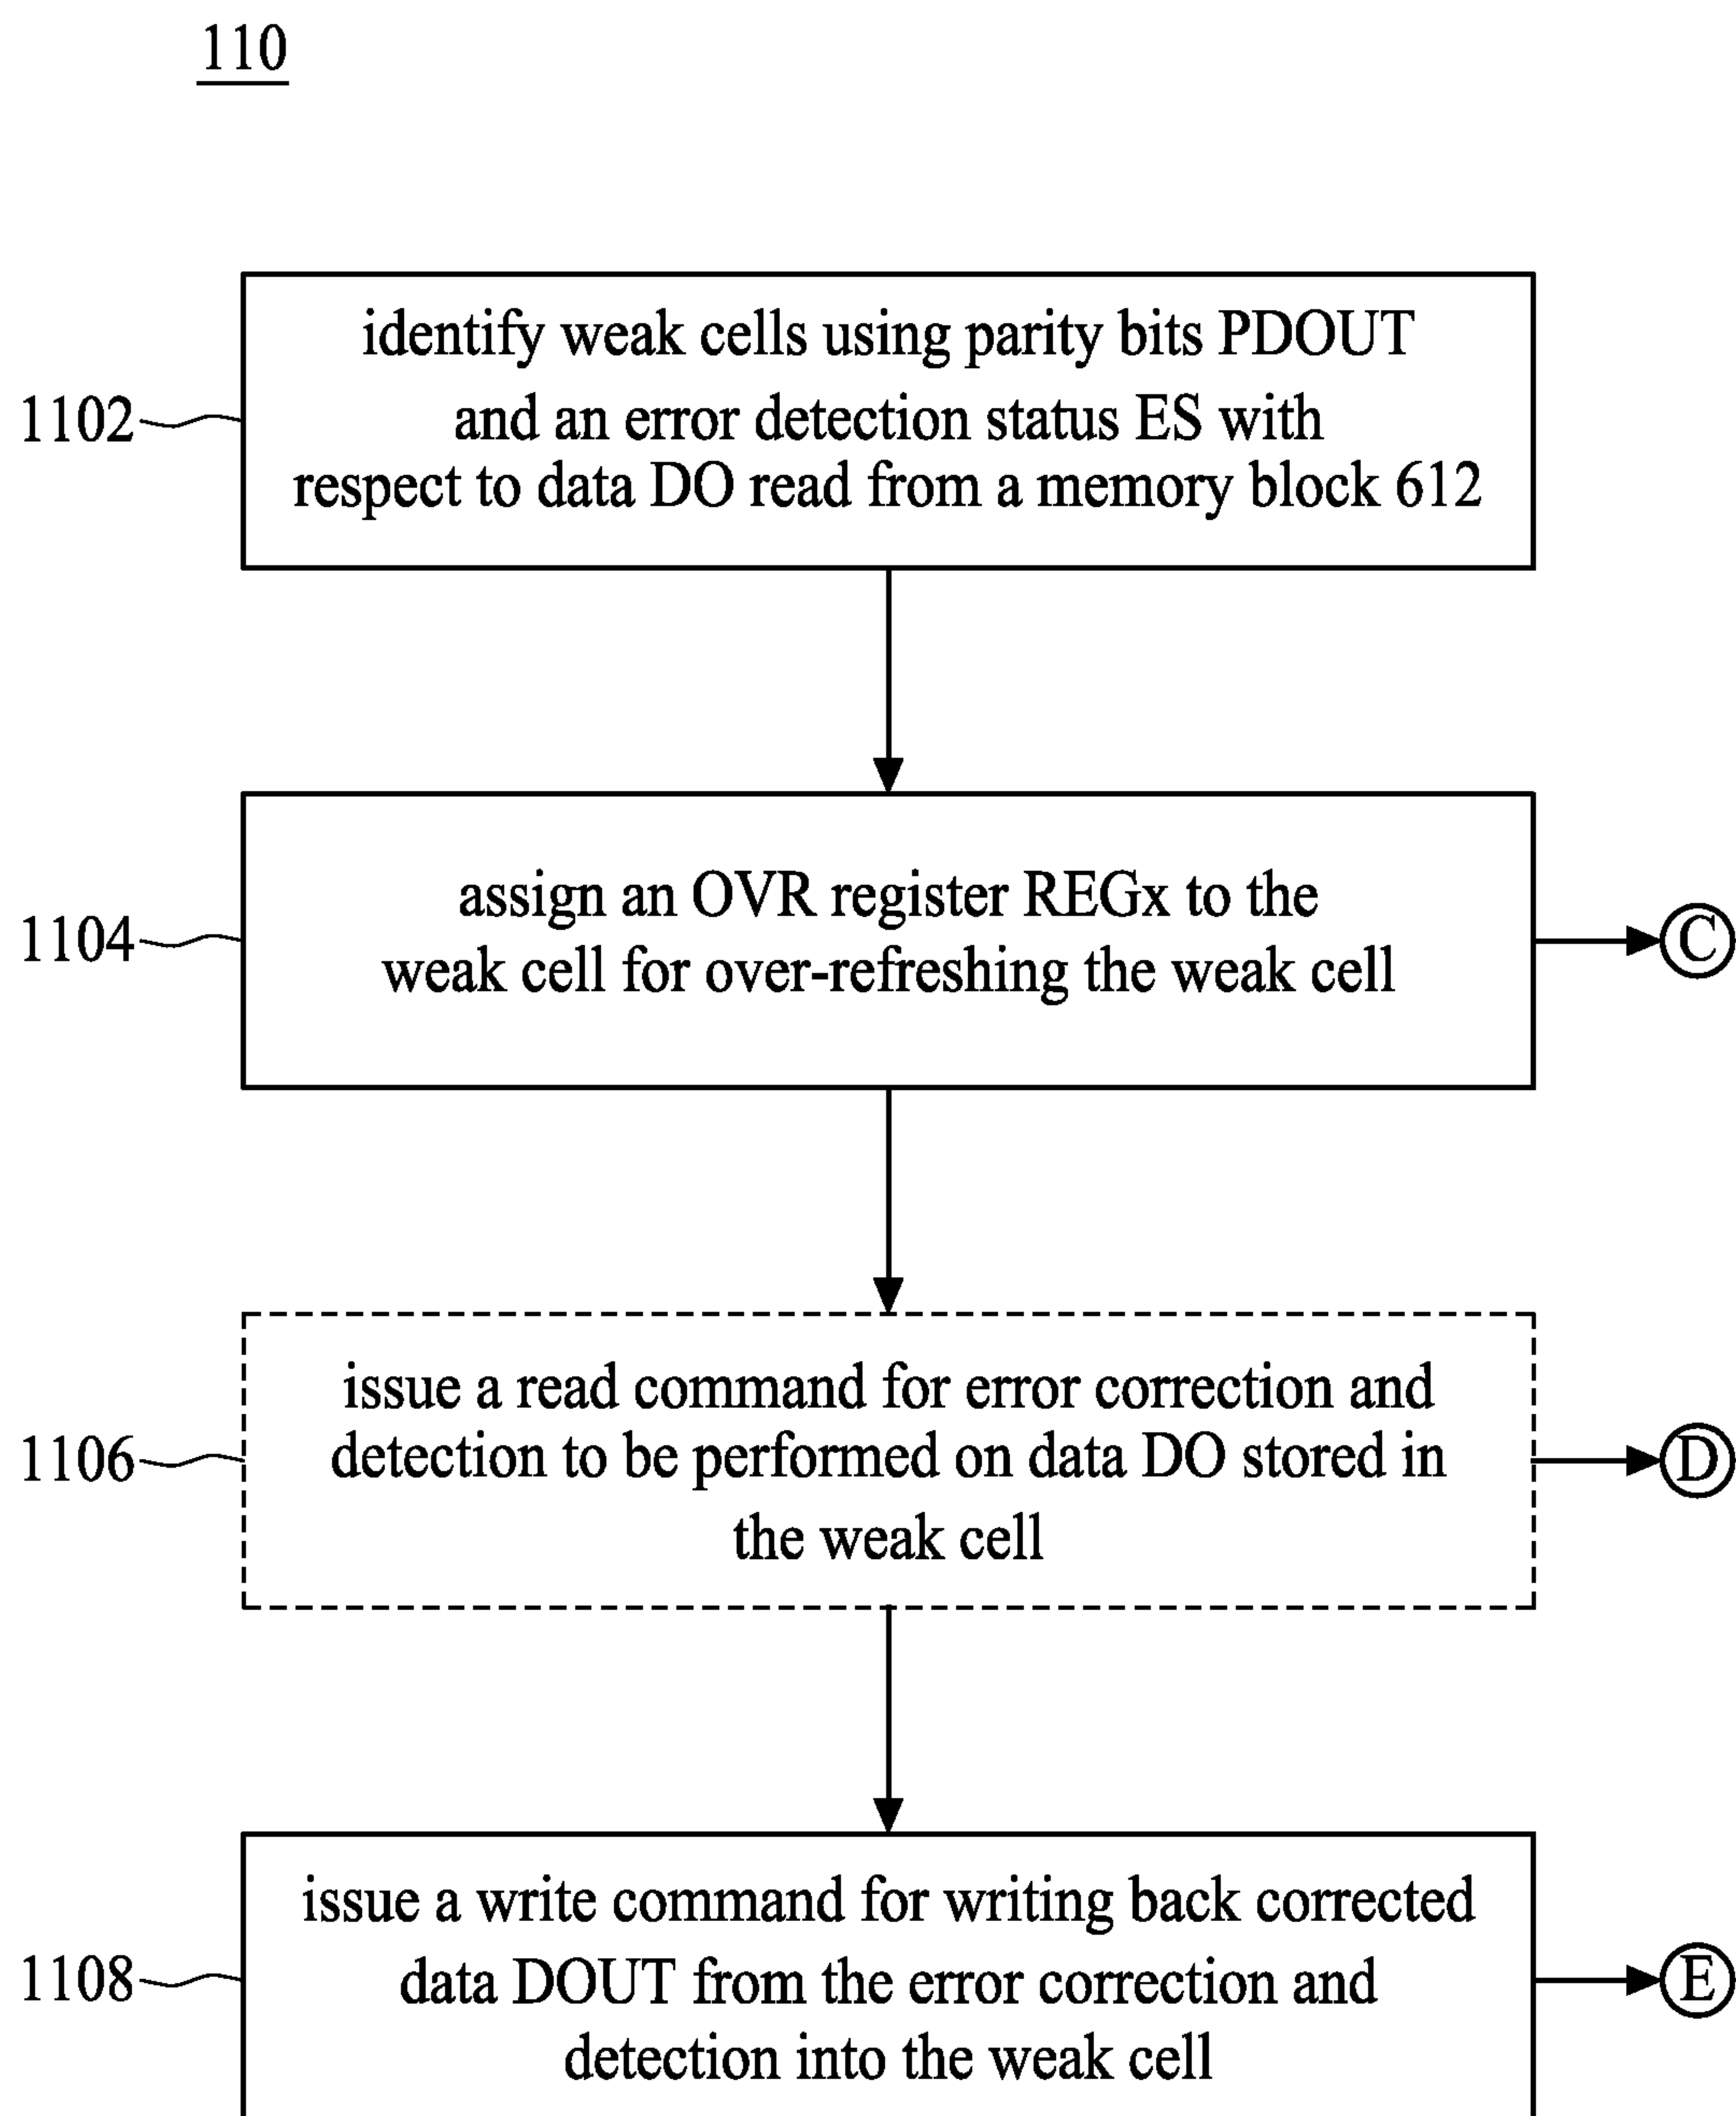 110
1102
identify weak cells using parity bits PDOUT
and an error detection status ES with
respect to data DO read from a memory block 612
1104
assign an OVR register REGx to the
weak cell for over-refreshing the weak cell
C
1106
issue a read command for error correction and
detection to be performed on data DO stored in
the weak cell
D
1108
issue a write command for writing back corrected
data DOUT from the error correction and
detection into the weak cell
E